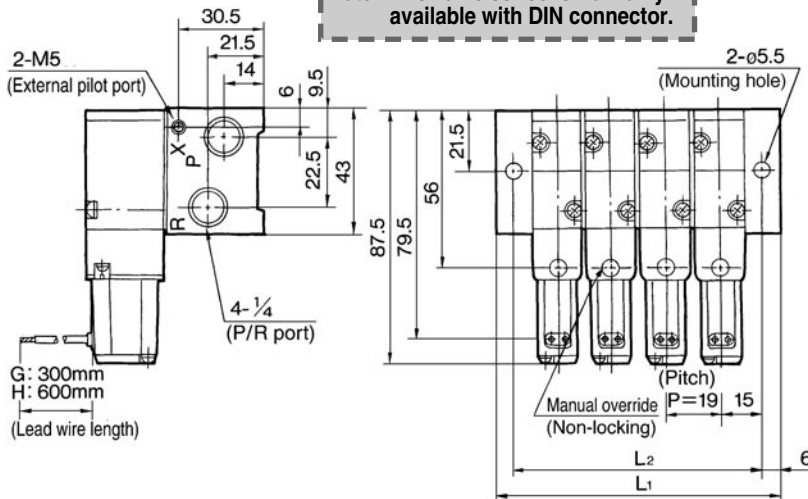 available with DIN connector.
30.5
21.5
14
6
9.5
2-M5
(External pilot port)
X
P
R
22.5
43
4-¼
(P/R port)
G: 300mm
H: 600mm
(Lead wire length)
2-ø5.5
(Mounting hole)
21.5
56
79.5
87.5
Manual override
(Non-locking)
(Pitch)
P=19
15
L2
6
L1